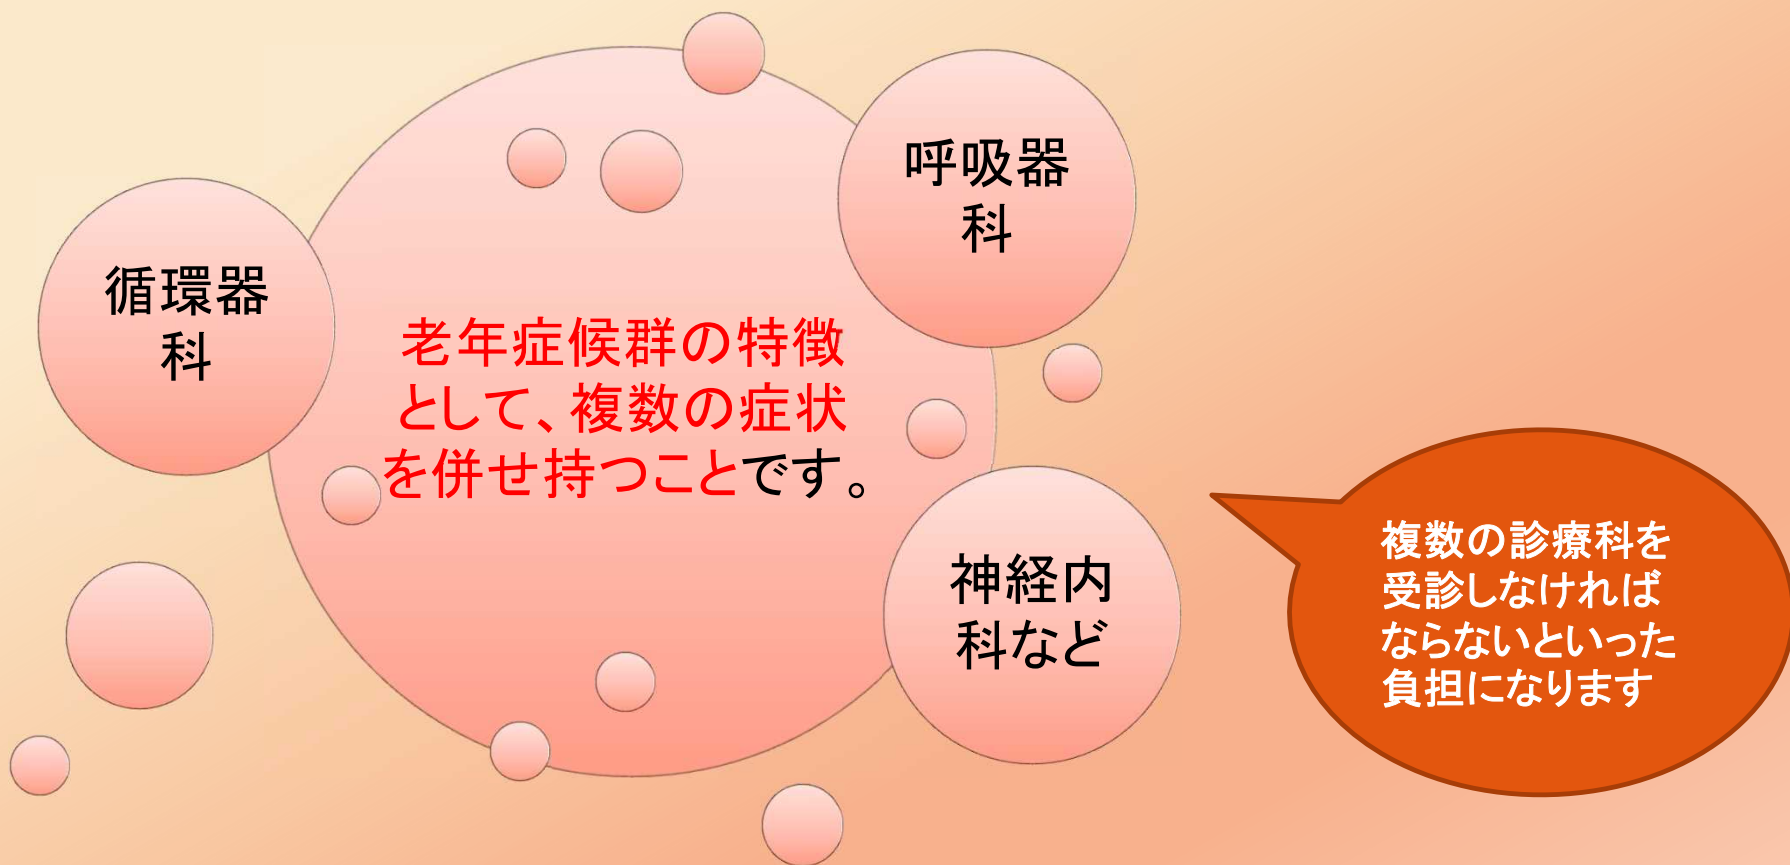 循環器
科
老年症候群の特徴
として、複数の症状
を併せ持つことです。
呼吸器
科
神経内
科など
複数の診療科を
受診しなければ
ならないといった
負担になります